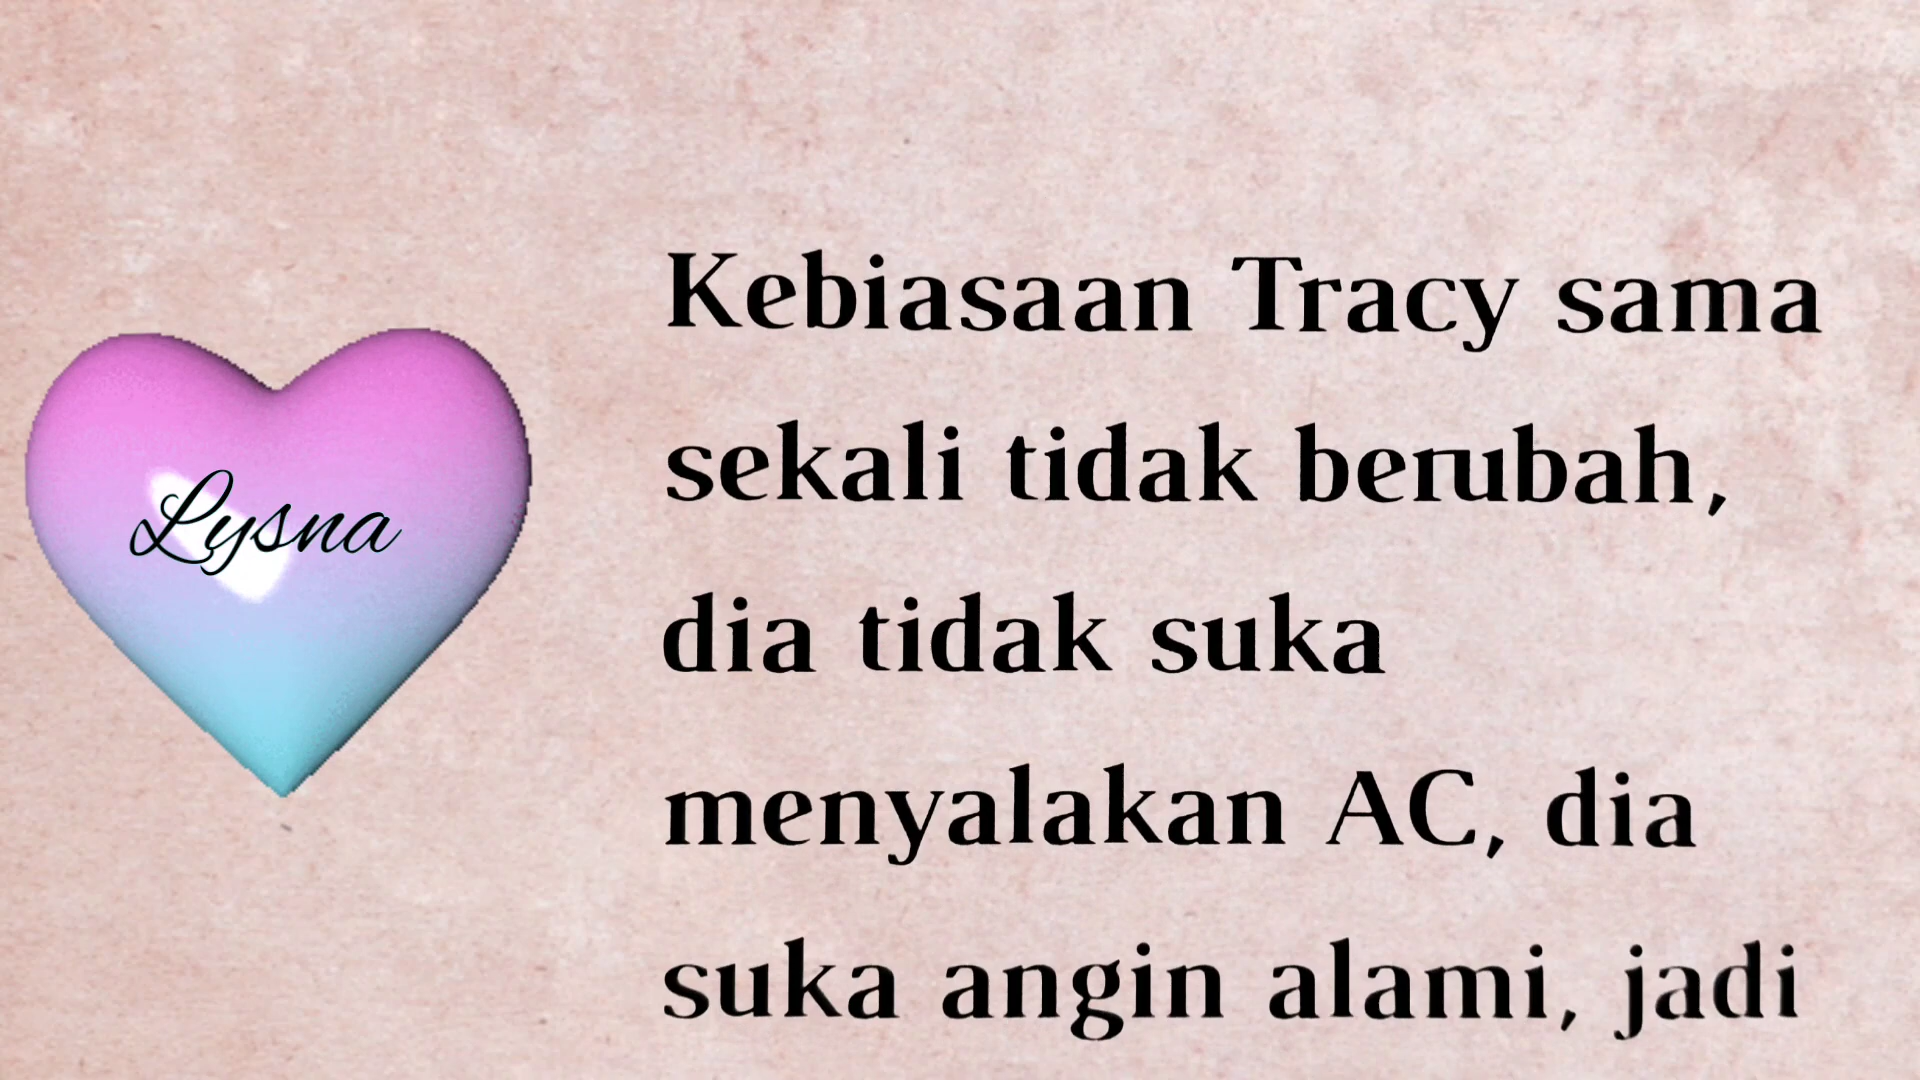 Lysna
Kebiasaan Tracy sama
sekali tidak berubah,
dia tidak suka
menyalakan AC, dia
suka angin alami, jadi